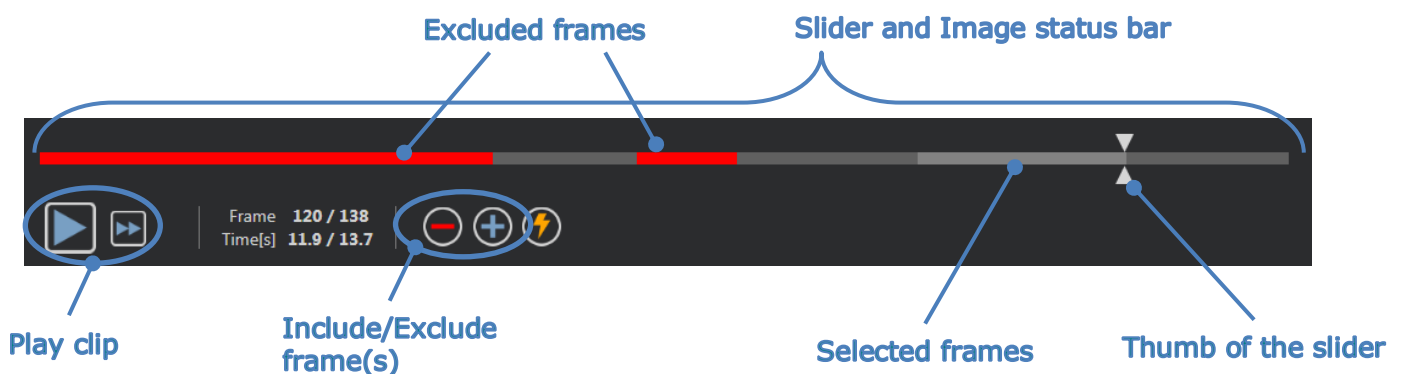 Excluded frames
Slider and Image status bar
Frame 120 / 138
Time[s] 11.9 / 13.7
Play clip
Include/Exclude
frame(s)
Selected frames
Thumb of the slider